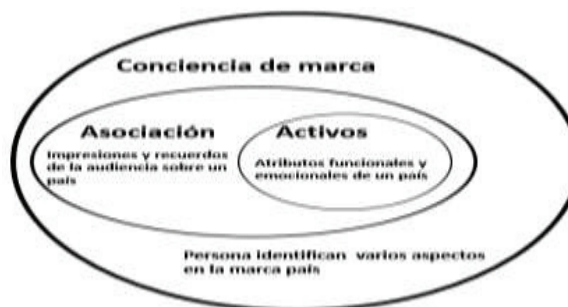 Conciencia de marca
Asociación
Impresiones y recuerdos
de la audiencia sobre un
país
Activos
Atributos funcionales y
emocionales de un país
Persona identifican varios aspectos
en la marca país